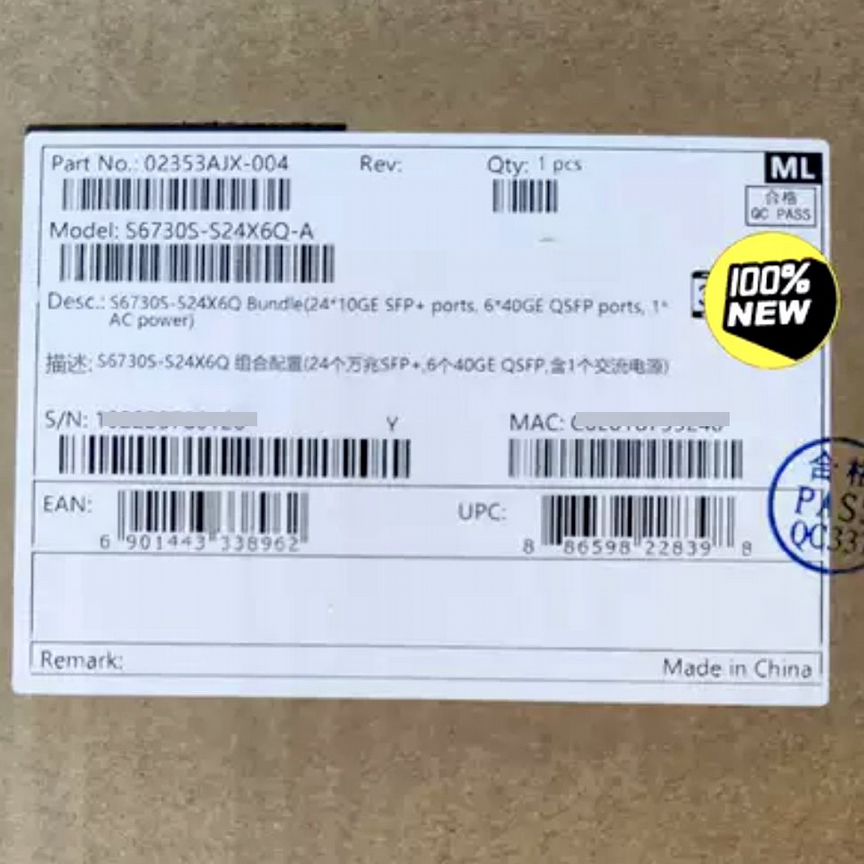 Part No.: 02353AJX-004 Rev: Qty: 1 pcs ML
合格
QC PASS
Model: S6730S-S24X6Q-A
Desc.: S6730S-S24X6Q Bundle(24*10GE SFP+ ports, 6*40GE QSFP ports, 1*
AC power)
100%
NEW
描述: S6730S-S24X6Q 组合配置(24个万兆SFP+,6个40GE QSFP,含1个交流电源)
S/N: Y MAC:
EAN: UPC:
6 901443 338962 8 86598 22839 8
合格
PASS
QC337
Remark: Made in China